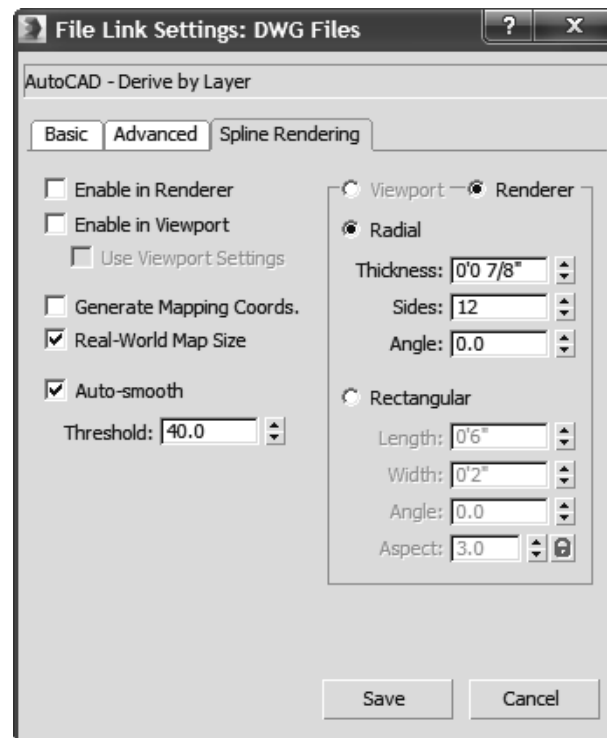 File Link Settings: DWG Files ? X
AutoCAD - Derive by Layer
Basic Advanced Spline Rendering
Enable in Renderer
Enable in Viewport
Use Viewport Settings
Generate Mapping Coords.
Real-World Map Size
Auto-smooth
Threshold: 40.0
Viewport Renderer
Radial
Thickness: 0'0 7/8"
Sides: 12
Angle: 0.0
Rectangular
Length: 0'6"
Width: 0'2"
Angle: 0.0
Aspect: 3.0
Save Cancel